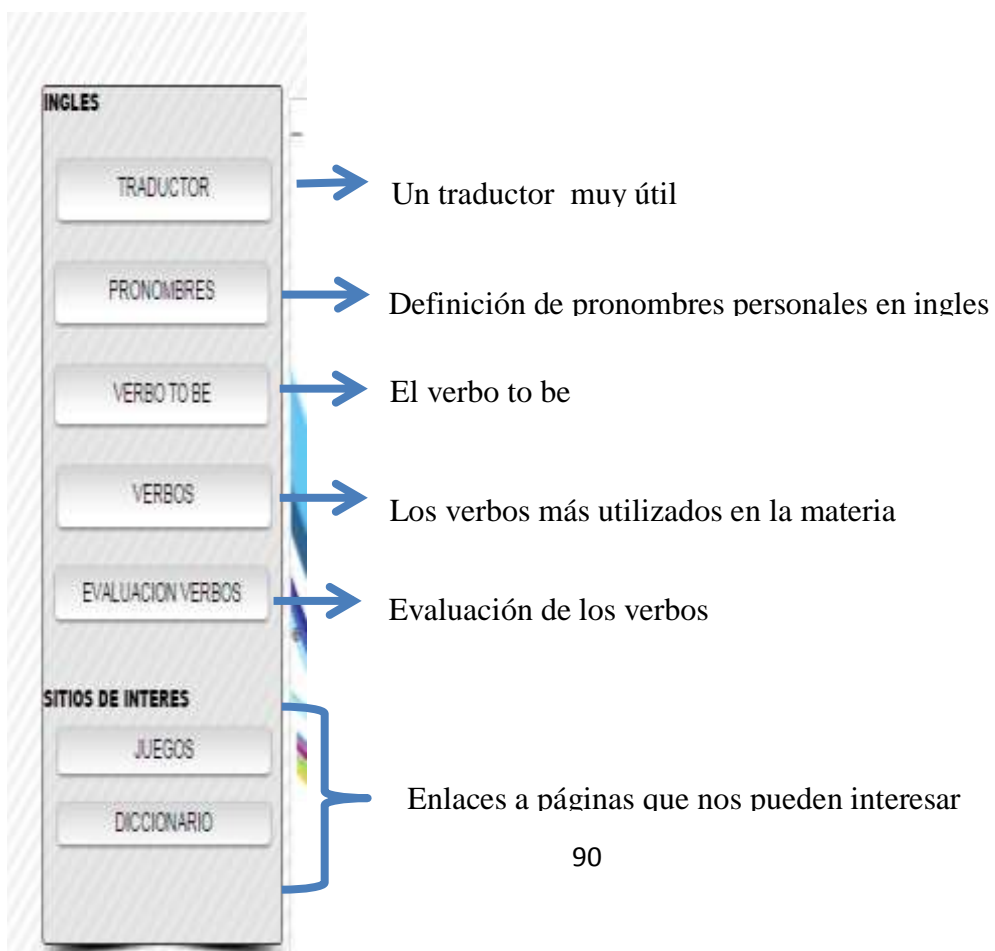 INGLES
TRADUCTOR
Un traductor muy útil
PRONOMBRES
Definición de pronombres personales en ingles
VERBO TO BE
El verbo to be
VERBOS
Los verbos más utilizados en la materia
EVALUACION VERBOS
Evaluación de los verbos
SITIOS DE INTERES
JUEGOS
DICCIONARIO
Enlaces a páginas que nos pueden interesar
90